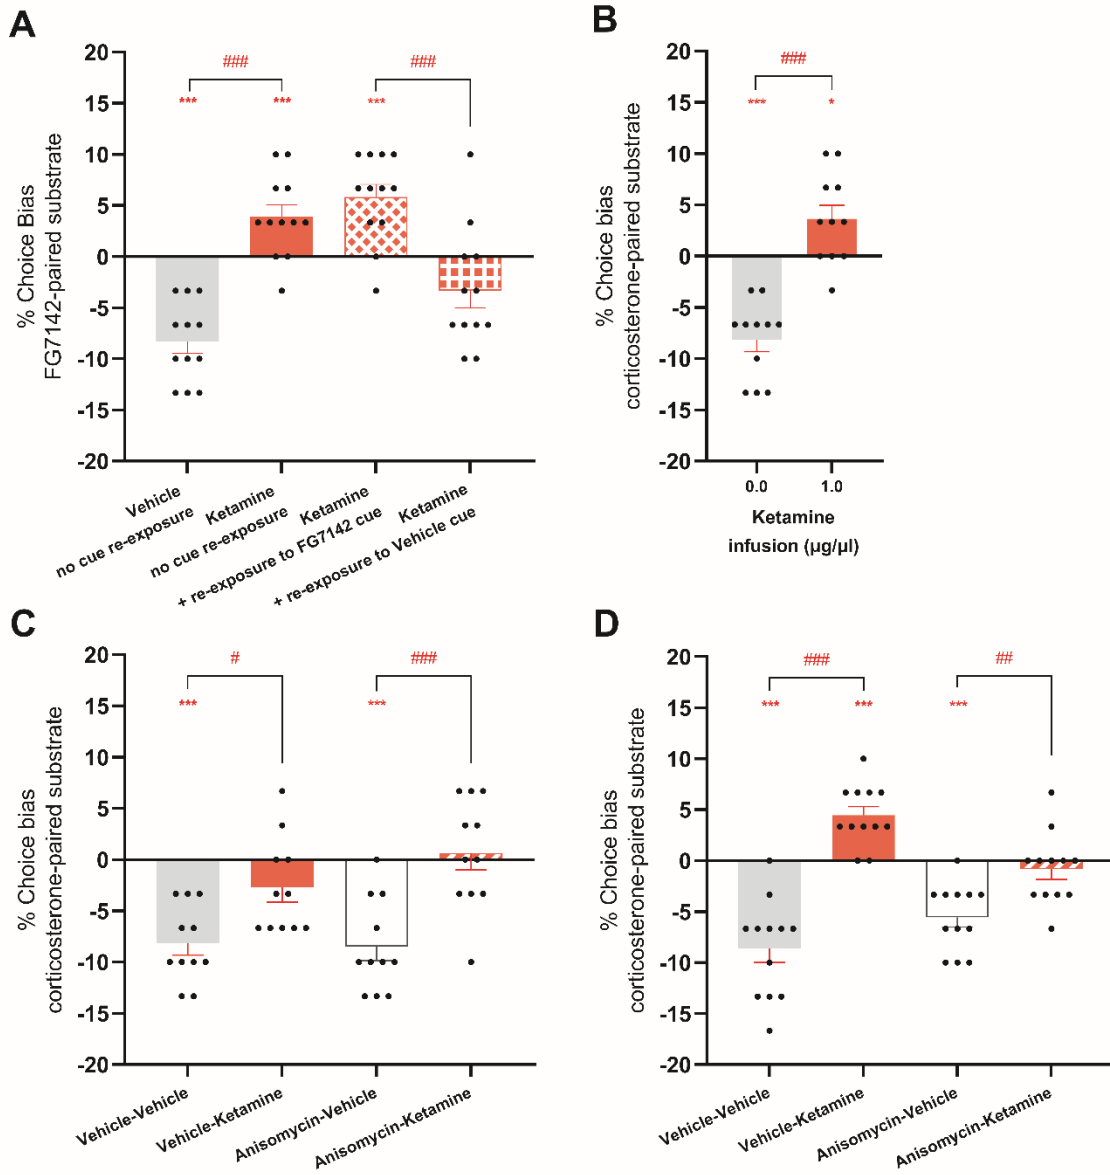 A
% Choice Bias
FG7142-paired substrate
20
15
10
5
0
-5
-10
-15
-20
###
###
***
***
***
Vehicle
no cue re-exposure
Ketamine
no cue re-exposure
Ketamine
+ re-exposure to FG7142 cue
Ketamine
+ re-exposure to Vehicle cue
B
% Choice bias
corticosterone-paired substrate
20
15
10
5
0
-5
-10
-15
-20
###
***
*
0.0
1.0
Ketamine
infusion (µg/µl)
C
% Choice bias
corticosterone-paired substrate
20
15
10
5
0
-5
-10
-15
-20
#
###
***
***
Vehicle-Vehicle
Vehicle-Ketamine
Anisomycin-Vehicle
Anisomycin-Ketamine
D
% Choice bias
corticosterone-paired substrate
20
15
10
5
0
-5
-10
-15
-20
###
##
***
***
***
Vehicle-Vehicle
Vehicle-Ketamine
Anisomycin-Vehicle
Anisomycin-Ketamine